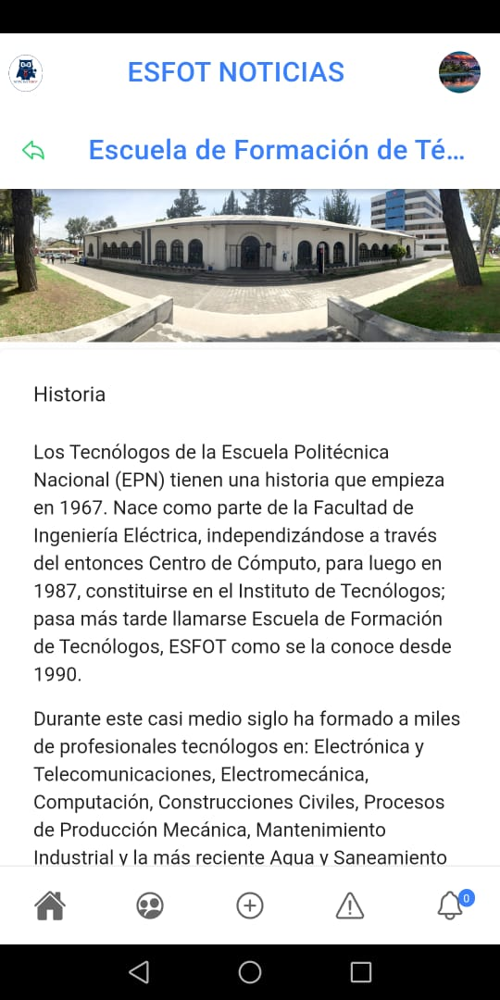 ESFOT NOTICIAS
Escuela de Formación de Té...
Historia
Los Tecnólogos de la Escuela Politécnica
Nacional (EPN) tienen una historia que empieza
en 1967. Nace como parte de la Facultad de
Ingeniería Eléctrica, independizándose a través
del entonces Centro de Cómputo, para luego en
1987, constituirse en el Instituto de Tecnólogos;
pasa más tarde llamarse Escuela de Formación
de Tecnólogos, ESFOT como se la conoce desde
1990.
Durante este casi medio siglo ha formado a miles
de profesionales tecnólogos en: Electrónica y
Telecomunicaciones, Electromecánica,
Computación, Construcciones Civiles, Procesos
de Producción Mecánica, Mantenimiento
Industrial y la más reciente Agua y Saneamiento
0